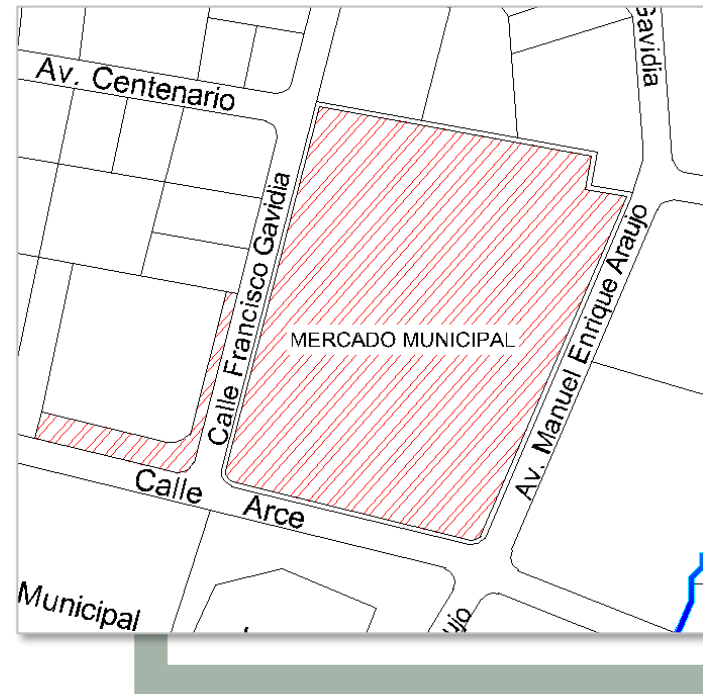 Gavidia
Av. Centenario
Calle Francisco Gavidia
MERCADO MUNICIPAL
Av. Manuel Enrique Araujo
Calle Arce
Municipal